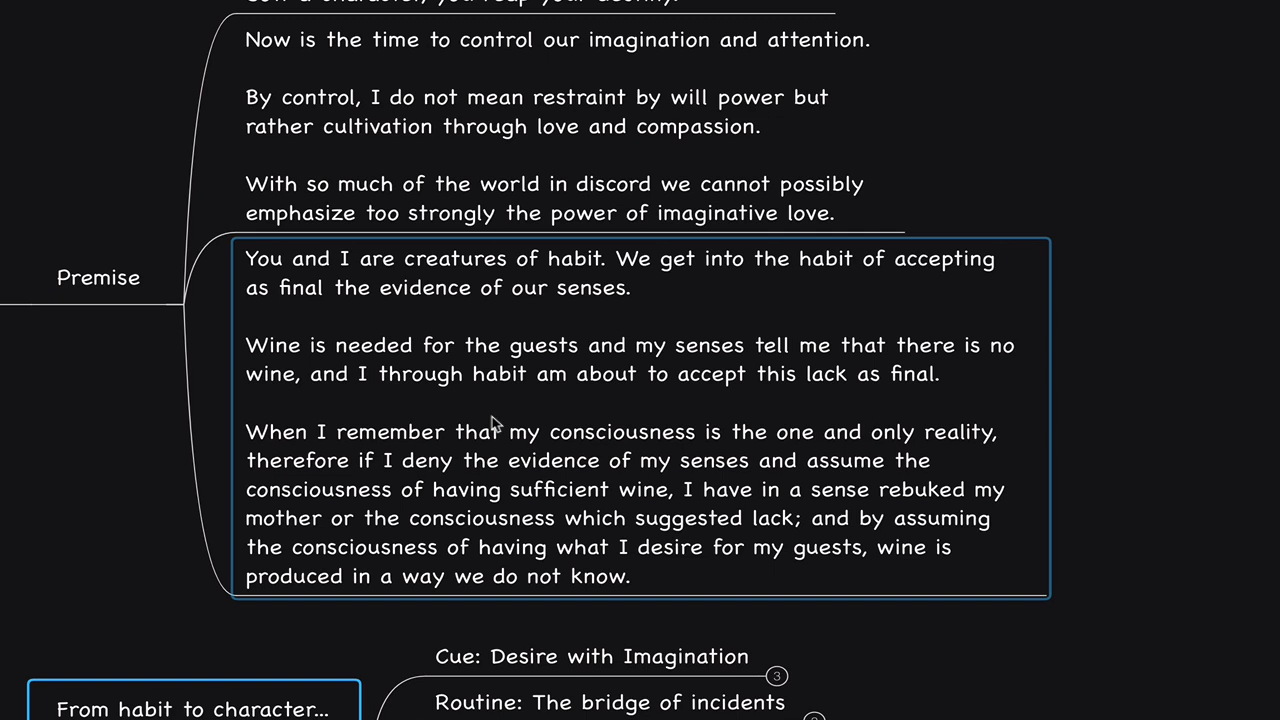 Sow a character, you reap your destiny.
Now is the time to control our imagination and attention.
By control, I do not mean restraint by will power but
rather cultivation through love and compassion.
With so much of the world in discord we cannot possibly
emphasize too strongly the power of imaginative love.
Premise
You and I are creatures of habit. We get into the habit of accepting
as final the evidence of our senses.
Wine is needed for the guests and my senses tell me that there is no
wine, and I through habit am about to accept this lack as final.
When I remember that my consciousness is the one and only reality,
therefore if I deny the evidence of my senses and assume the
consciousness of having sufficient wine, I have in a sense rebuked my
mother or the consciousness which suggested lack; and by assuming
the consciousness of having what I desire for my guests, wine is
produced in a way we do not know.
Cue: Desire with Imagination
3
Routine: The bridge of incidents
From habit to character...